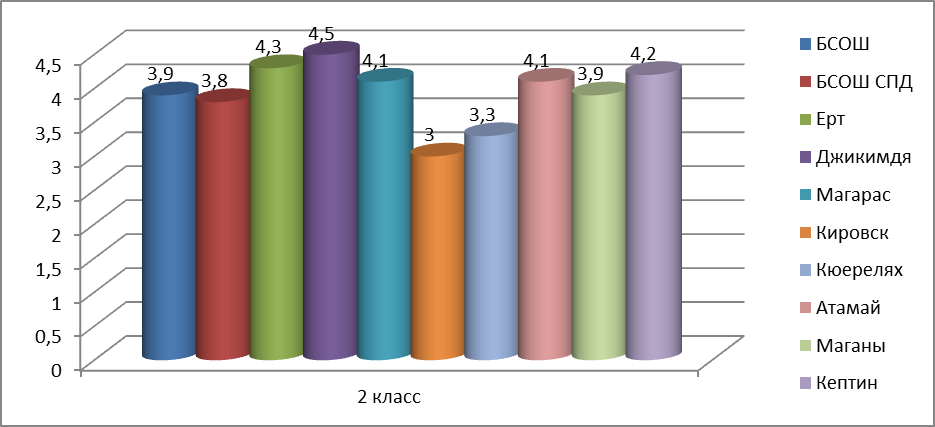 4,5
4
3,5
3
2,5
2
1,5
1
0,5
0
3,9
3,8
4,3
4,5
4,1
3
3,3
4,1
3,9
4,2
2 класс
БСОШ
БСОШ СПД
Ерт
Джикимдя
Магарас
Кировск
Кюерелях
Атамай
Маганы
Кептин